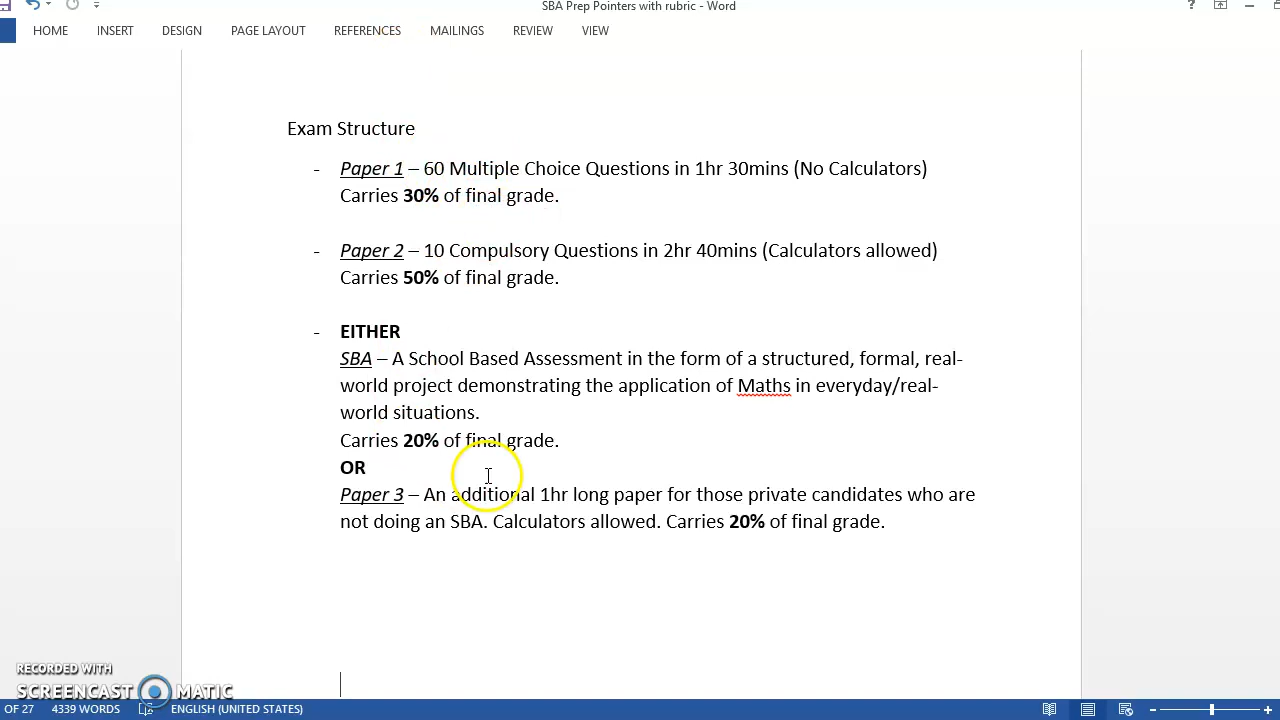 SBA Prep Pointers with rubric - Word
?
HOME INSERT DESIGN PAGE LAYOUT REFERENCES MAILINGS REVIEW VIEW
Exam Structure
- Paper 1 – 60 Multiple Choice Questions in 1hr 30mins (No Calculators)
Carries 30% of final grade.
- Paper 2 – 10 Compulsory Questions in 2hr 40mins (Calculators allowed)
Carries 50% of final grade.
- EITHER
SBA – A School Based Assessment in the form of a structured, formal, real-
world project demonstrating the application of Maths in everyday/real-
world situations.
Carries 20% of final grade.
OR
Paper 3 – An additional 1hr long paper for those private candidates who are
not doing an SBA. Calculators allowed. Carries 20% of final grade.
RECORDED WITH
SCREENCAST MATIC
OF 27 4339 WORDS ENGLISH (UNITED STATES)